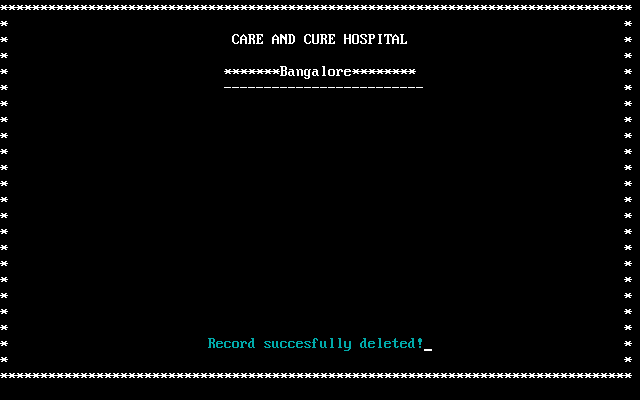 CARE AND CURE HOSPITAL
*******Bangalore********
-------------------------
Record succesfully deleted!